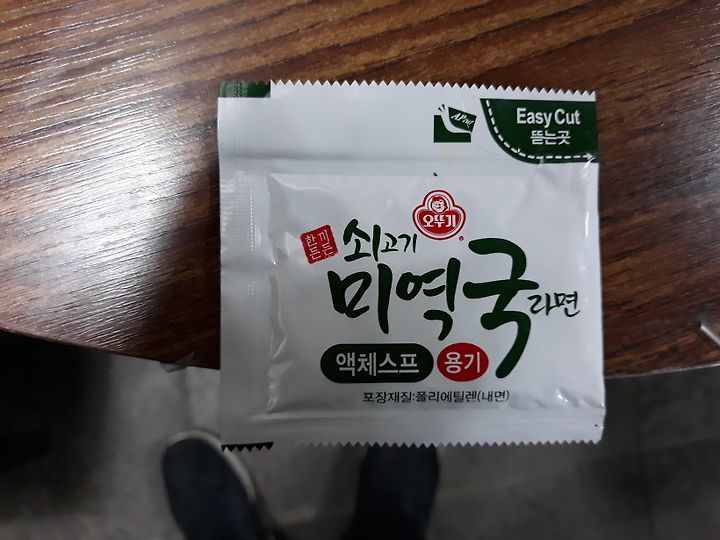 APcut
Easy Cut
뜯는곳
오뚜기
한끼
든든
쇠고기
미역국라면
액체스프 용기
포장재질:폴리에틸렌(내면)